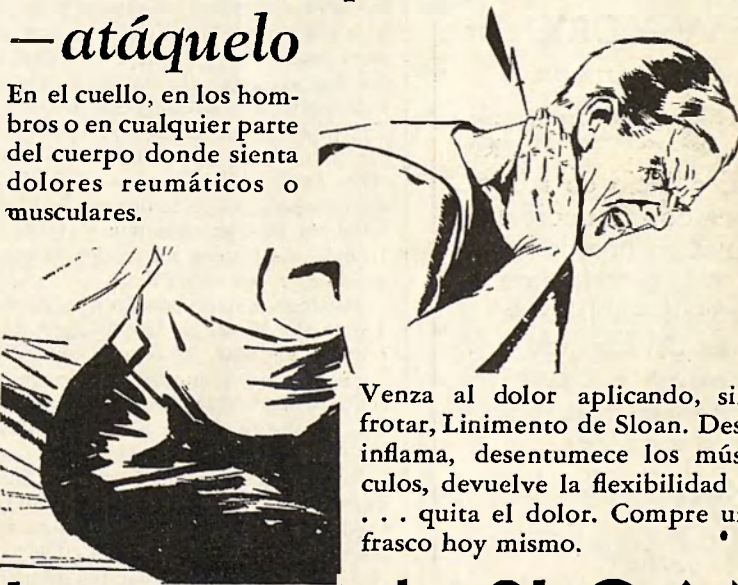 —atáquelo
En el cuello, en los hom-
bros o en cualquier parte
del cuerpo donde sienta
dolores reumáticos o
musculares.
Venza al dolor aplicando, si
frotar, Linimento de Sloan. Des
inflama, desentumece los mús
culos, devuelve la flexibilidad
. . . quita el dolor. Compre u
frasco hoy mismo.